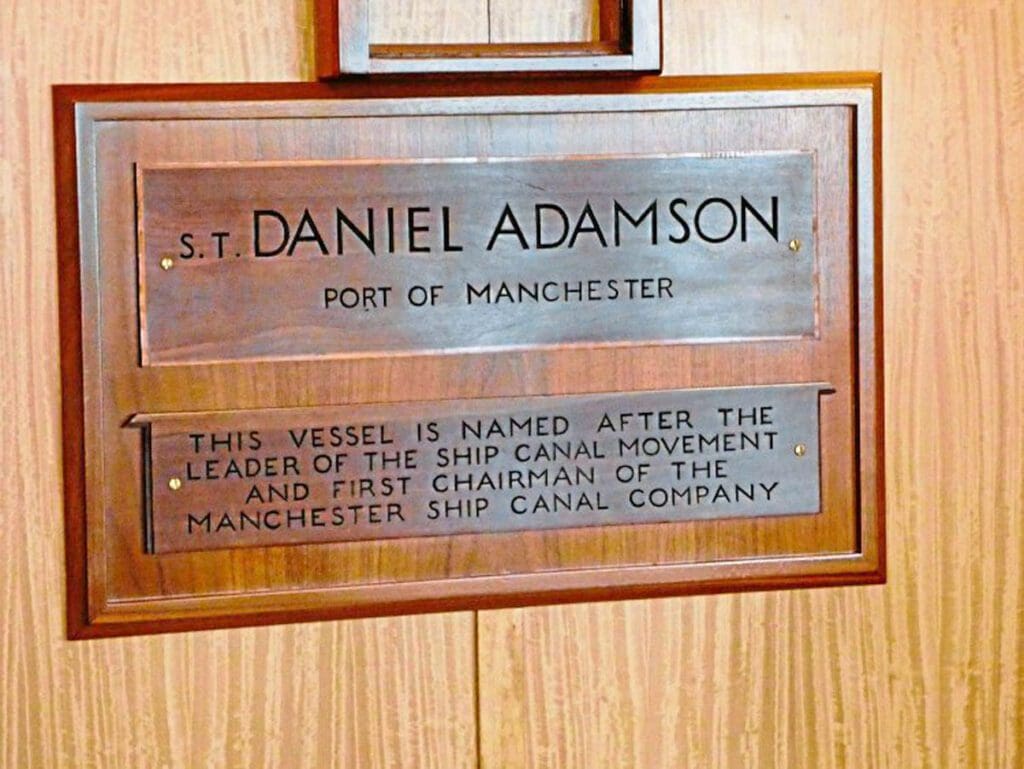 S.T. DANIEL ADAMSON
PORT OF MANCHESTER
THIS VESSEL IS NAMED AFTER THE
LEADER OF THE SHIP CANAL MOVEMENT
AND FIRST CHAIRMAN OF THE
MANCHESTER SHIP CANAL COMPANY